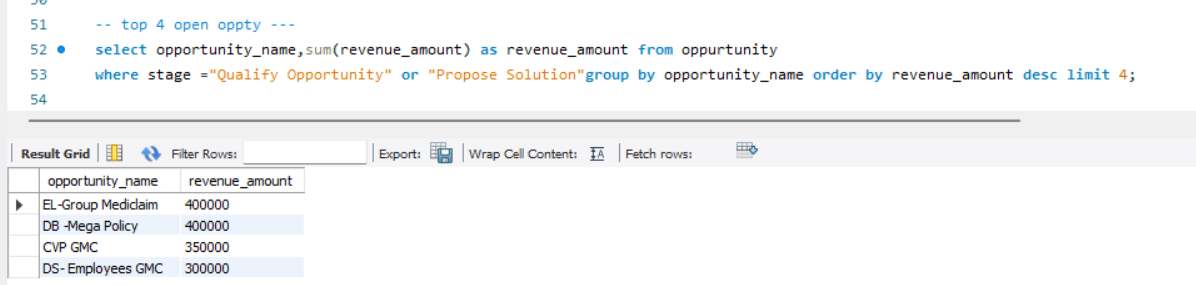 50
51 -- top 4 open oppty ---
52 select opportunity_name,sum(revenue_amount) as revenue_amount from oppurtunity
53 where stage ="Qualify Opportunity" or "Propose Solution"group by opportunity_name order by revenue_amount desc limit 4;
54
Result Grid Filter Rows: Export: Wrap Cell Content: IA Fetch rows:
opportunity_name revenue_amount
EL-Group Mediclaim 400000
DB -Mega Policy 400000
CVP GMC 350000
DS- Employees GMC 300000